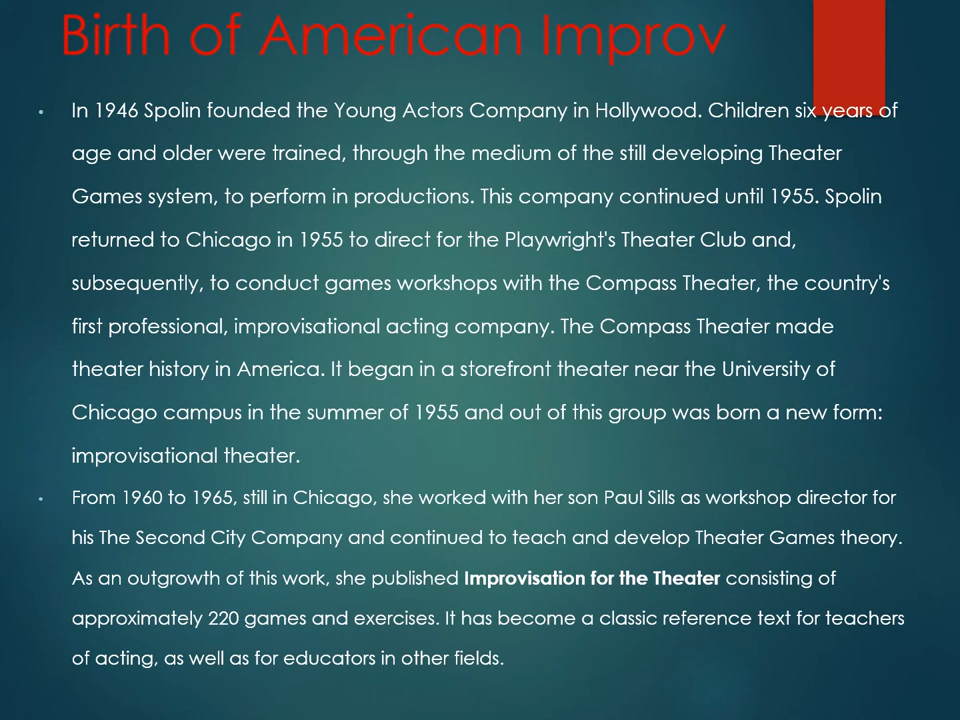 Birth of American Improv
• In 1946 Spolin founded the Young Actors Company in Hollywood. Children six years of
age and older were trained, through the medium of the still developing Theater
Games system, to perform in productions. This company continued until 1955. Spolin
returned to Chicago in 1955 to direct for the Playwright's Theater Club and,
subsequently, to conduct games workshops with the Compass Theater, the country's
first professional, improvisational acting company. The Compass Theater made
theater history in America. It began in a storefront theater near the University of
Chicago campus in the summer of 1955 and out of this group was born a new form:
improvisational theater.
• From 1960 to 1965, still in Chicago, she worked with her son Paul Sills as workshop director for
his The Second City Company and continued to teach and develop Theater Games theory.
As an outgrowth of this work, she published Improvisation for the Theater consisting of
approximately 220 games and exercises. It has become a classic reference text for teachers
of acting, as well as for educators in other fields.